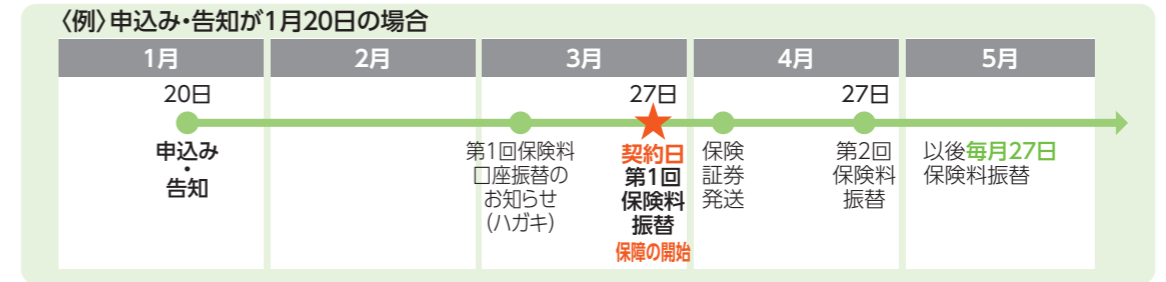 〈例〉申込み・告知が1月20日の場合
1月
2月
3月
4月
5月
20日
27日
27日
申込み
・
告知
第1回保険料
口座振替の
お知らせ
(ハガキ)
契約日
第1回
保険料
振替
保障の開始
保険
証券
発送
第2回
保険料
振替
以後毎月27日
保険料振替